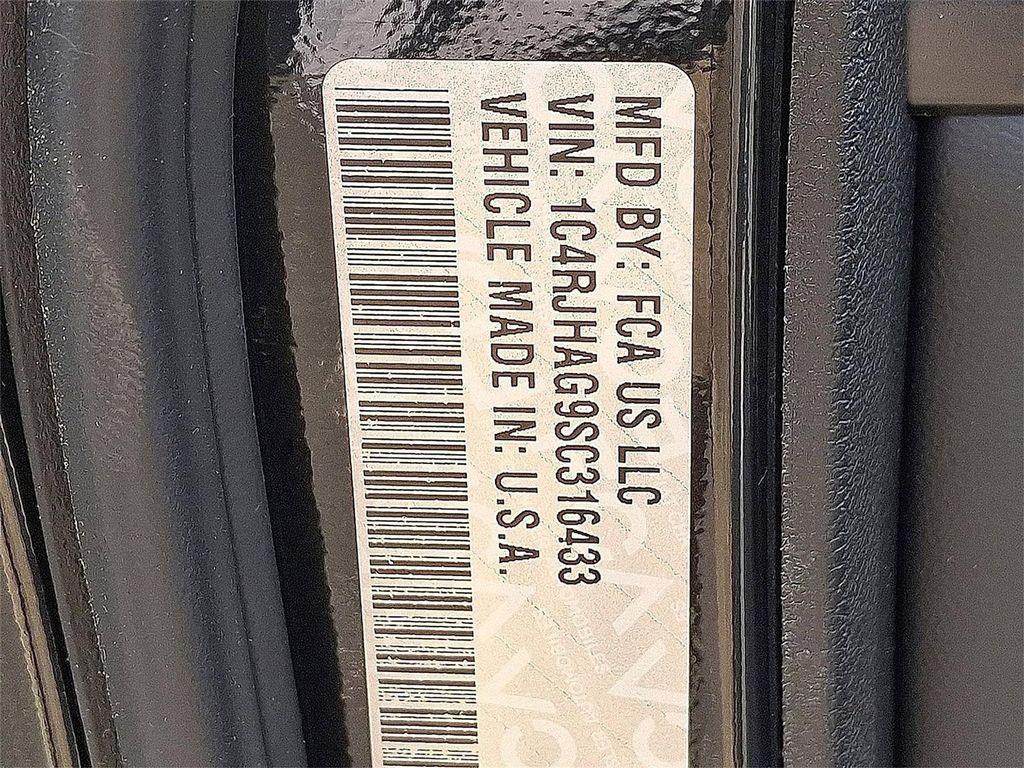 MFD BY: FCA US LLC
VIN: 1C4RJHAG9SC316433
VEHICLE MADE IN: U.S.A.